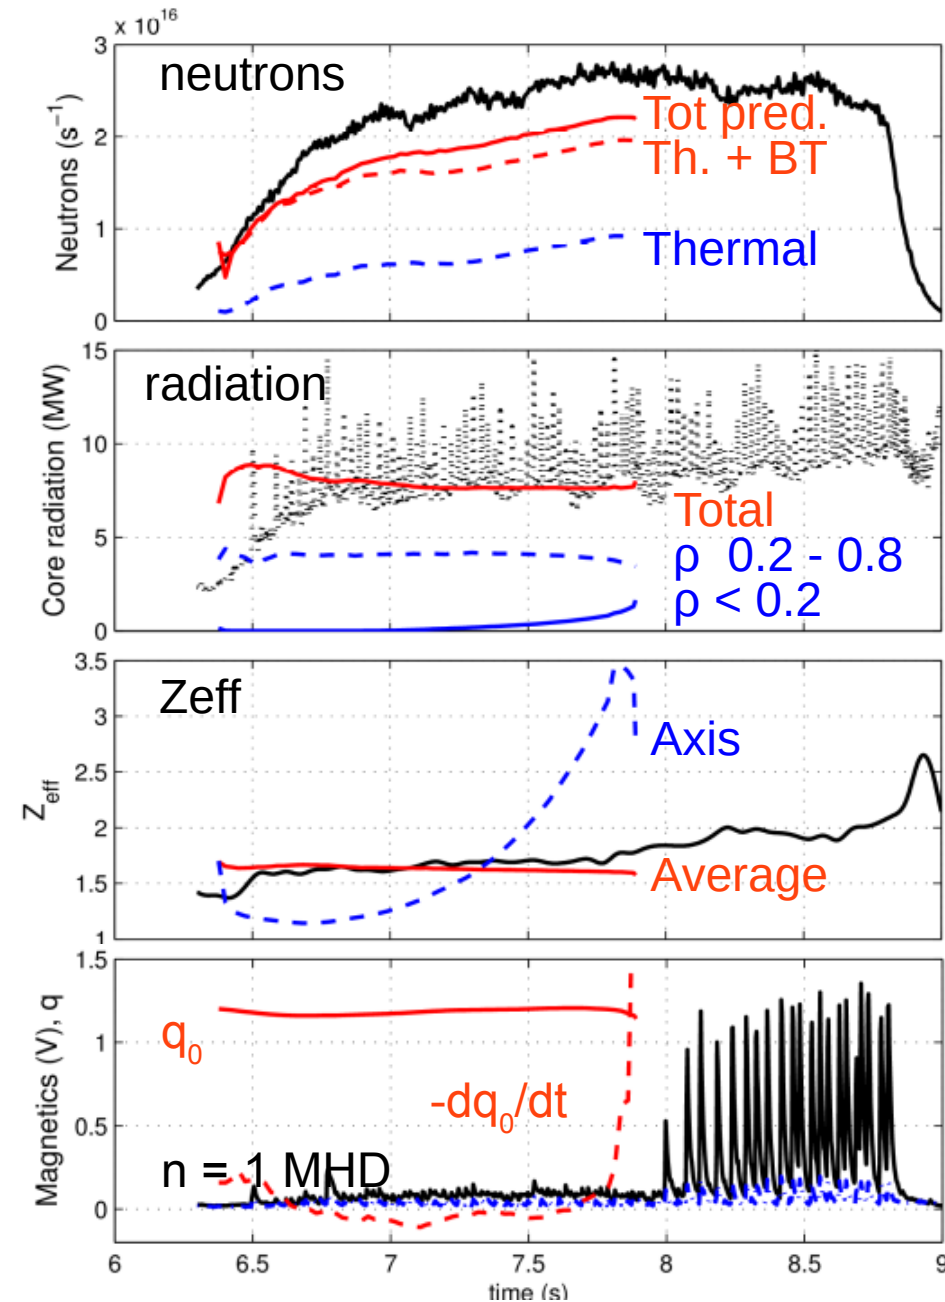 x 10^16
3
2
1
0
Neutrons (s^−1)
neutrons
Tot pred.
Th. + BT
Thermal
15
10
5
0
Core radiation (MW)
radiation
Total
ρ 0.2 - 0.8
ρ < 0.2
3.5
3
2.5
2
1.5
1
Z_eff
Zeff
Axis
Average
1.5
1
0.5
0
Magnetics (V), q
q_0
-dq_0/dt
n = 1 MHD
6 6.5 7 7.5 8 8.5 9
time (s)